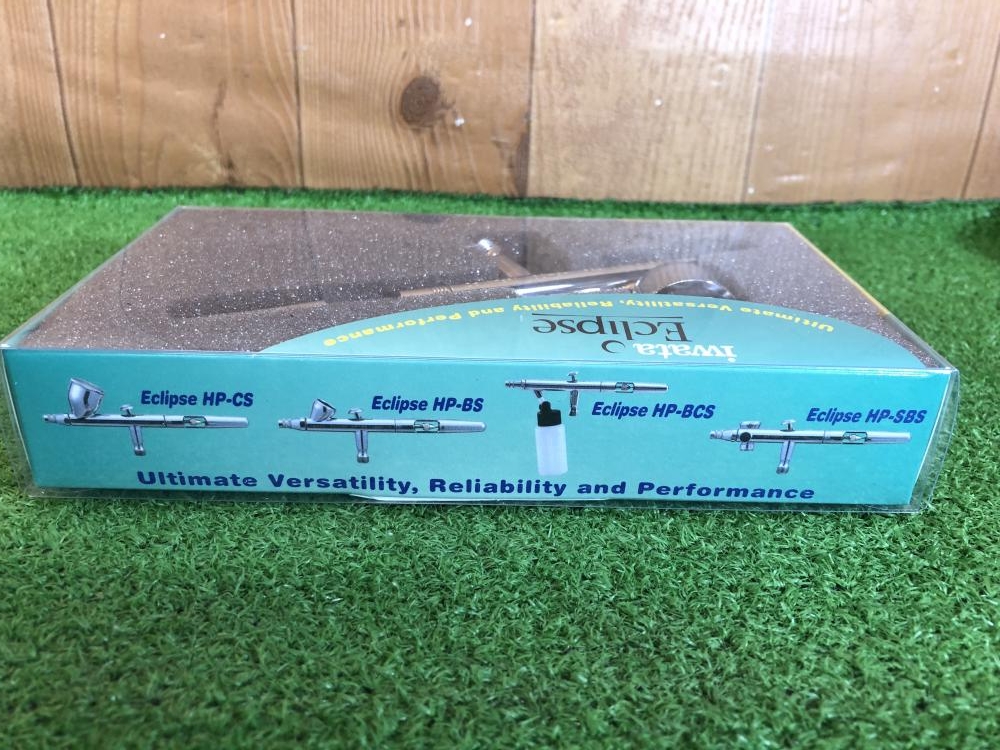 Ultimate Versatility, Reliability and Performance
iwata
Eclipse
Eclipse HP-CS
Eclipse HP-BS
Eclipse HP-BCS
Eclipse HP-SBS
Ultimate Versatility, Reliability and Performance